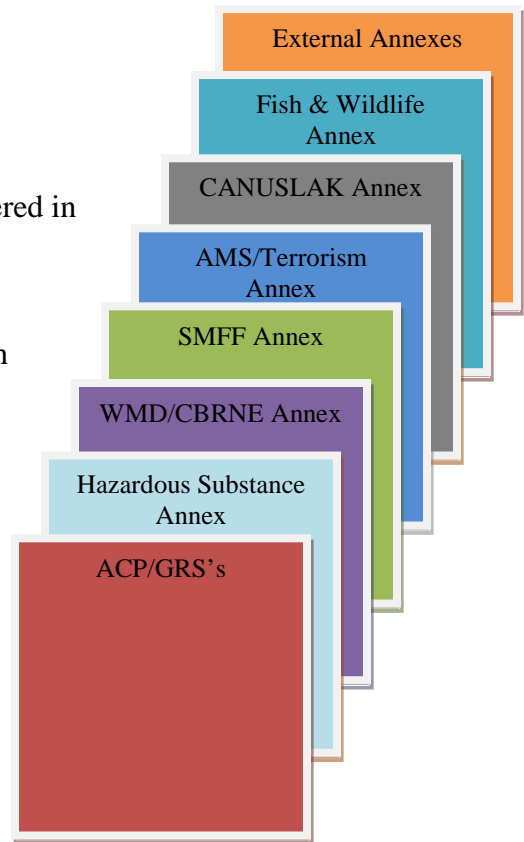 External Annexes
Fish & Wildlife
Annex
CANUSLAK Annex
ered in
AMS/Terrorism
Annex
SMFF Annex
n
WMD/CBRNE Annex
Hazardous Substance
Annex
ACP/GRS’s